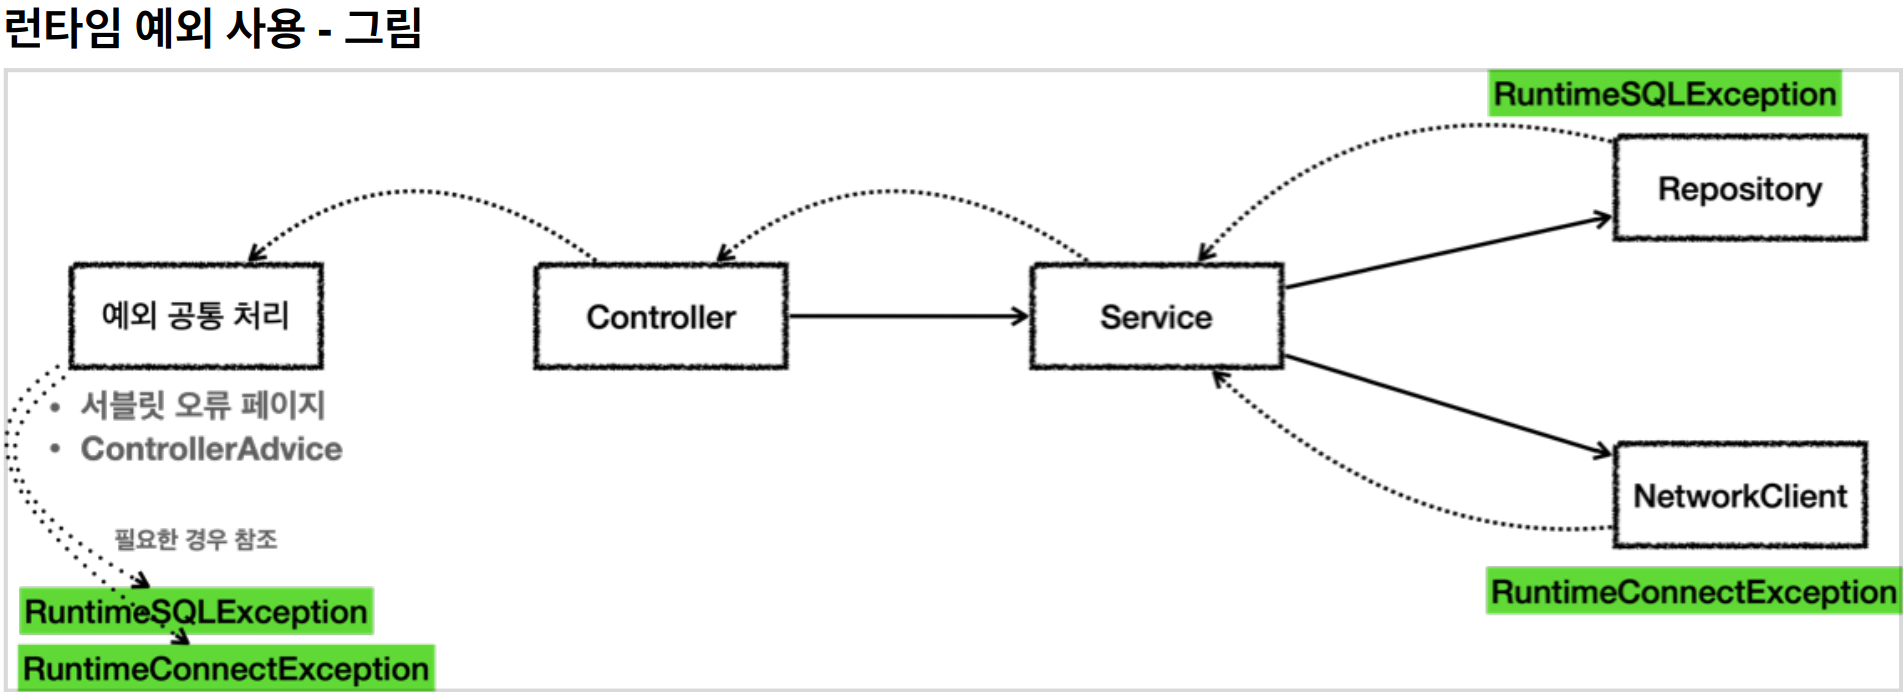 런타임 예외 사용 - 그림
RuntimeSQLException
Repository
예외 공통 처리
Controller
Service
• 서블릿 오류 페이지
• ControllerAdvice
NetworkClient
필요한 경우 참조
RuntimeConnectException
RuntimeSQLException
RuntimeConnectException